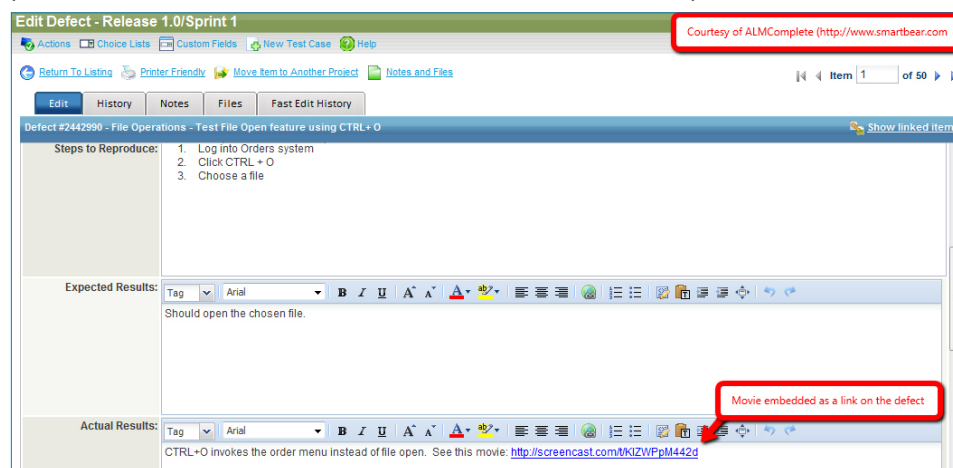 Edit Defect - Release 1.0/Sprint 1
Courtesy of ALMComplete (http://www.smartbear.com
Actions Choice Lists Custom Fields New Test Case Help
Return To Listing Printer Friendly Move Item to Another Project Notes and Files
Item 1 of 50
Edit History Notes Files Fast Edit History
Defect #2442990 - File Operations - Test File Open feature using CTRL+ O Show linked item
Steps to Reproduce:
1. Log into Orders system
2. Click CTRL + O
3. Choose a file
Expected Results:
Tag Arial
Should open the chosen file.
Movie embedded as a link on the defect
Actual Results:
Tag Arial
CTRL+O invokes the order menu instead of file open. See this movie: http://screencast.com/t/KIZWPpM442d